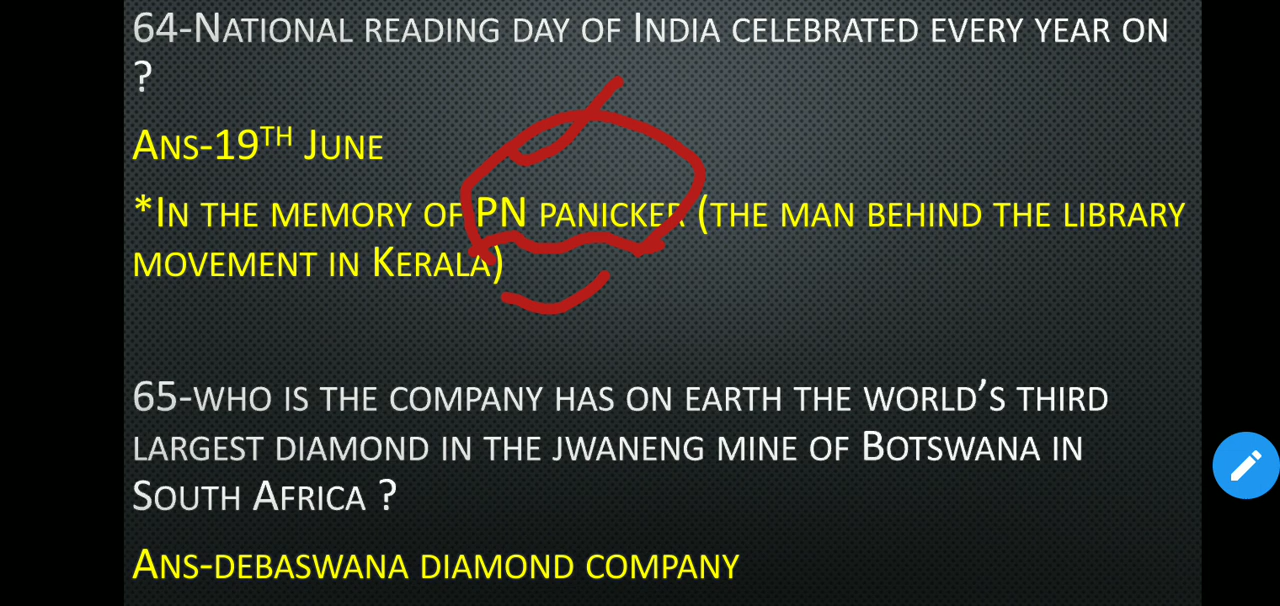 64-National reading day of India celebrated every year on
?
Ans-19th June
*In the memory of PN panicker (the man behind the library
movement in Kerala)
65-who is the company has on earth the world's third
largest diamond in the jwaneng mine of Botswana in
South Africa ?
Ans-debaswana diamond company